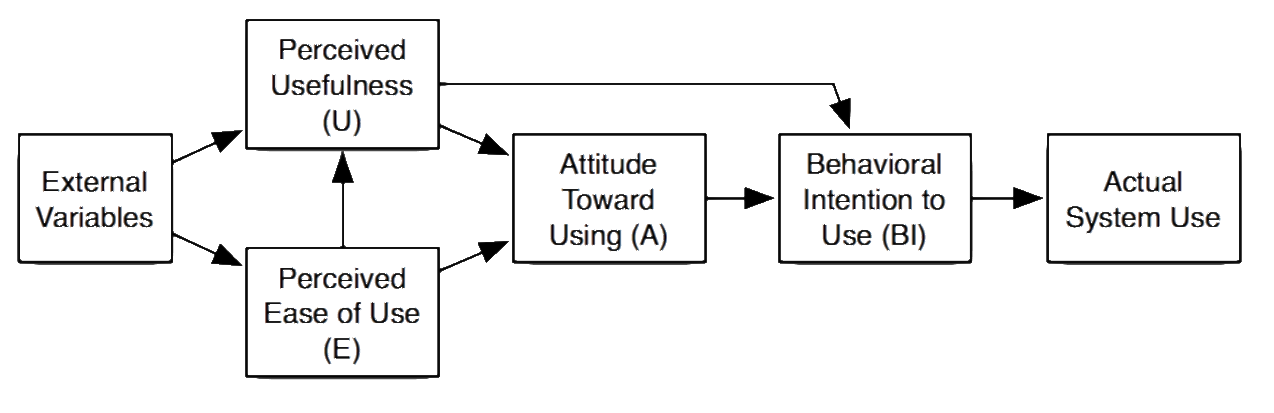 External
Variables
Perceived
Usefulness
(U)
Perceived
Ease of Use
(E)
Attitude
Toward
Using (A)
Behavioral
Intention to
Use (BI)
Actual
System Use